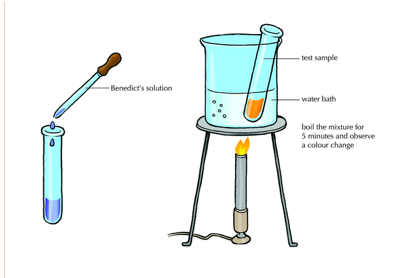 test sample
Benedict's solution
water bath
boil the mixture for
5 minutes and observe
a colour change